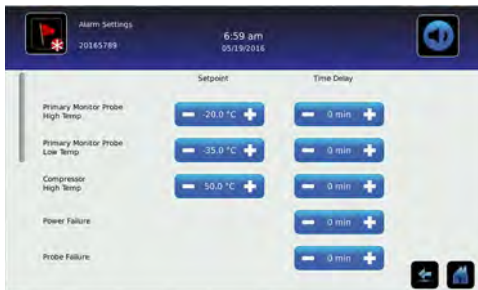 Alarm Settings
20165789
6:59 am
05/19/2016
Setpoint Time Delay
Primary Monitor Probe
High Temp
-20.0 °C 0 min
Primary Monitor Probe
Low Temp
-35.0 °C 0 min
Compressor
High Temp
50.0 °C 0 min
Power Failure
0 min
Probe Failure
0 min